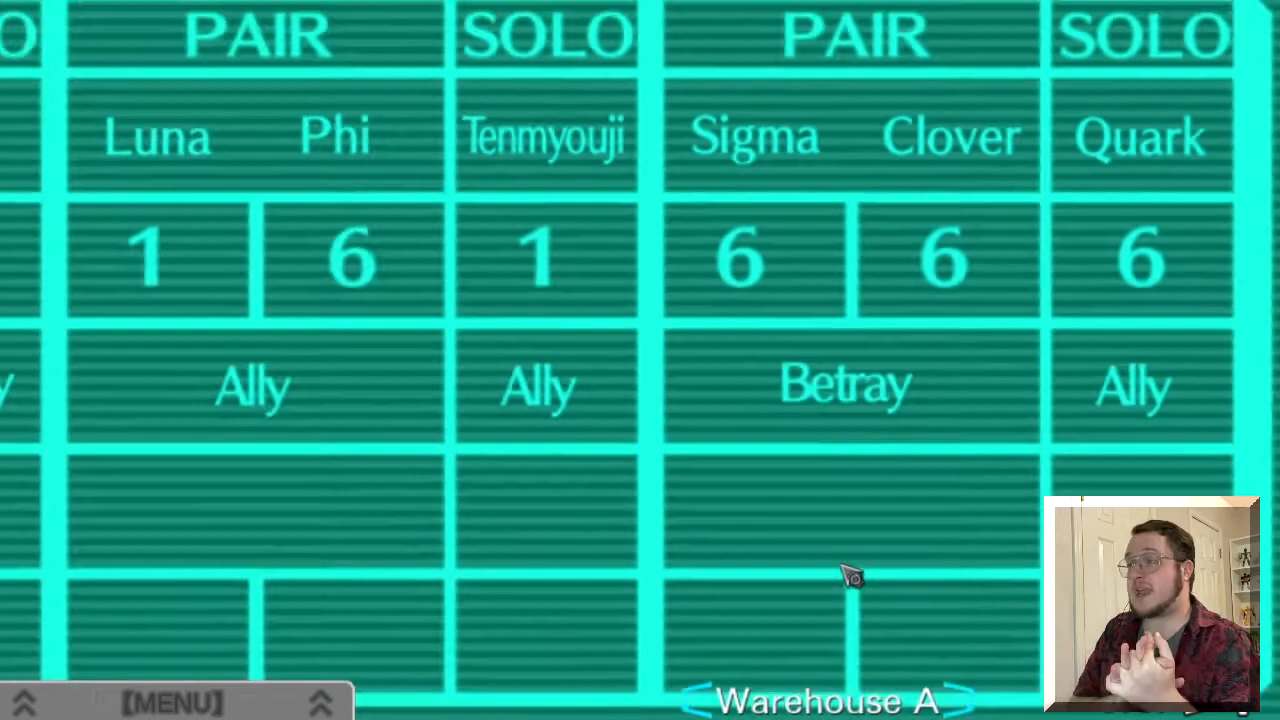 O PAIR SOLO PAIR SOLO
Luna Phi Tenmyouji Sigma Clover Quark
1 6 1 6 6 6
y Ally Ally Betray Ally
[MENU]
Warehouse A